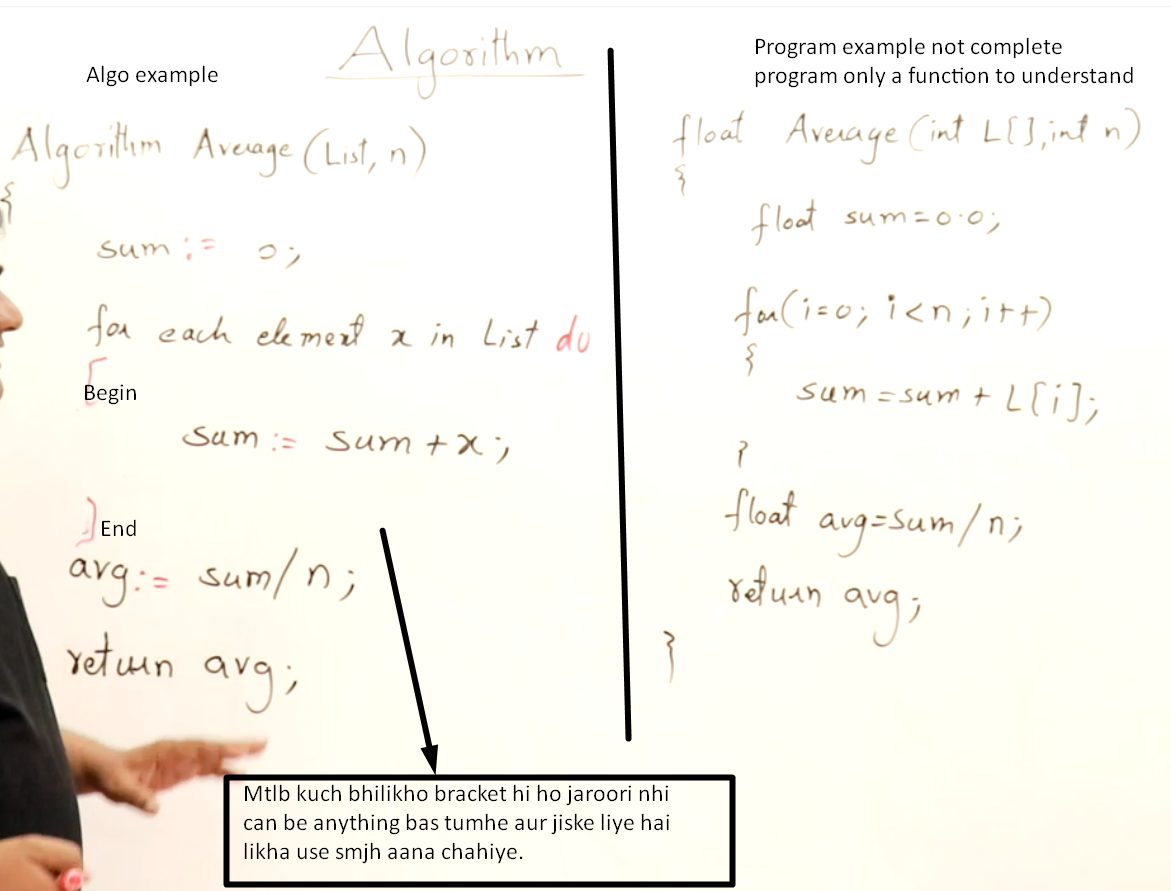 Algorithm
Algo example
Algorithm Average (List, n)
{
sum := 0;
for each element x in List do
{
Begin
sum := sum + x;
}
End
avg := sum/n;
return avg;
Mtlb kuch bhilikho bracket hi ho jaroori nhi
can be anything bas tumhe aur jiske liye hai
likha use smjh aana chahiye.
Program example not complete
program only a function to understand
float Average (int L[], int n)
{
float sum=0.0;
for(i=0; i<n; i++)
{
sum = sum + L[i];
}
float avg=sum/n;
return avg;
}